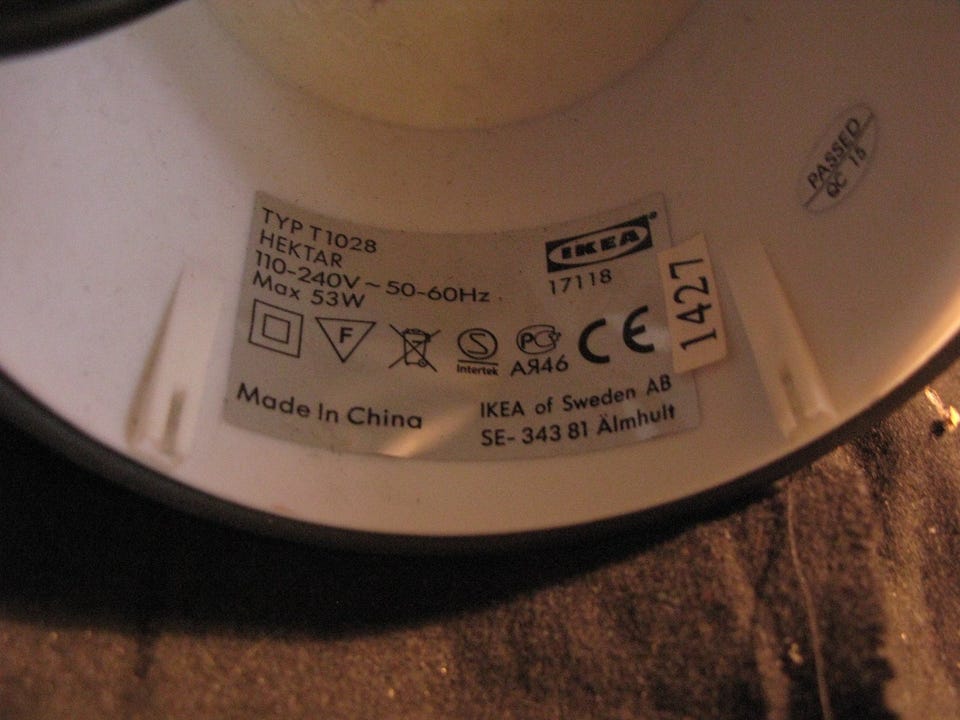 TYP T1028
HEKTAR
110-240V ~ 50-60Hz
Max 53W
IKEA
17118
F
S
Intertek
PC
АЯ46
CE
Made In China
IKEA of Sweden AB
SE- 343 81 Älmhult
1427
PASSED
QC 15